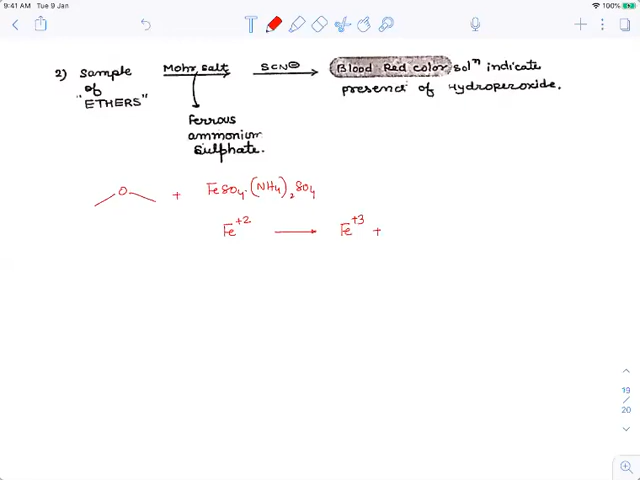 9:41 AM Tue 9 Jan
100%
2) Sample of "ETHERS" Mohr salt SCN⊖ Blood Red color solⁿ indicate presence of Hydroperoxide.
Ferrous
ammonium
sulphate.
O + FeSO₄·(NH₄)₂SO₄
Fe⁺² → Fe⁺³ +
19
/
20